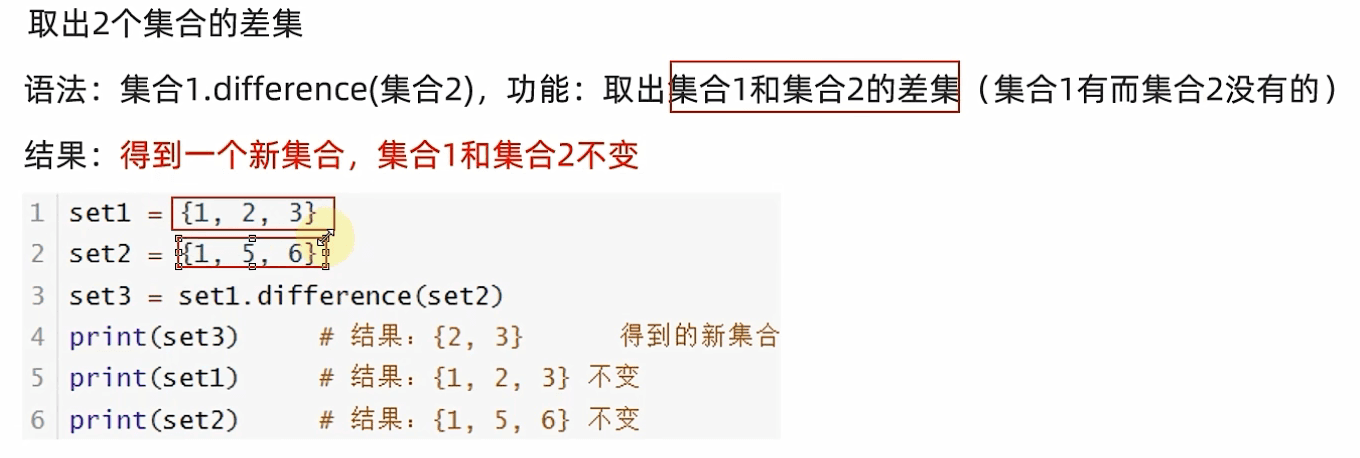 取出2个集合的差集
语法：集合1.difference(集合2)，功能：取出集合1和集合2的差集（集合1有而集合2没有的）
结果：得到一个新集合，集合1和集合2不变
1 set1 = {1, 2, 3}
2 set2 = {1, 5, 6}
3 set3 = set1.difference(set2)
4 print(set3) # 结果：{2, 3} 得到的新集合
5 print(set1) # 结果：{1, 2, 3} 不变
6 print(set2) # 结果：{1, 5, 6} 不变